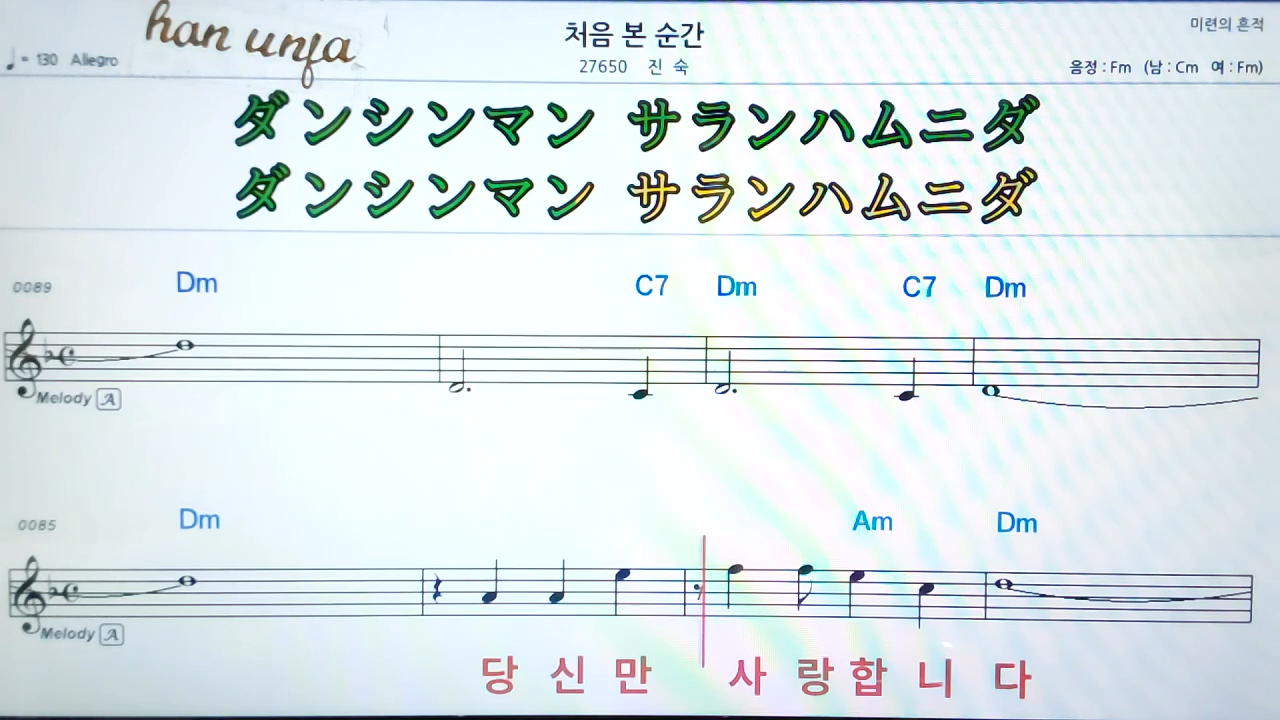 han unja
처음 본 순간
미련의 흔적
♩= 130 Allegro
27650 진 숙
음정 : Fm (남 : Cm 여 : Fm)
ダンシンマン サランハムニダ
ダンシンマン サランハムニダ
0089 Dm C7 Dm C7 Dm
Melody A
0085 Dm Am Dm
Melody A
당 신 만 사 랑 합 니 다